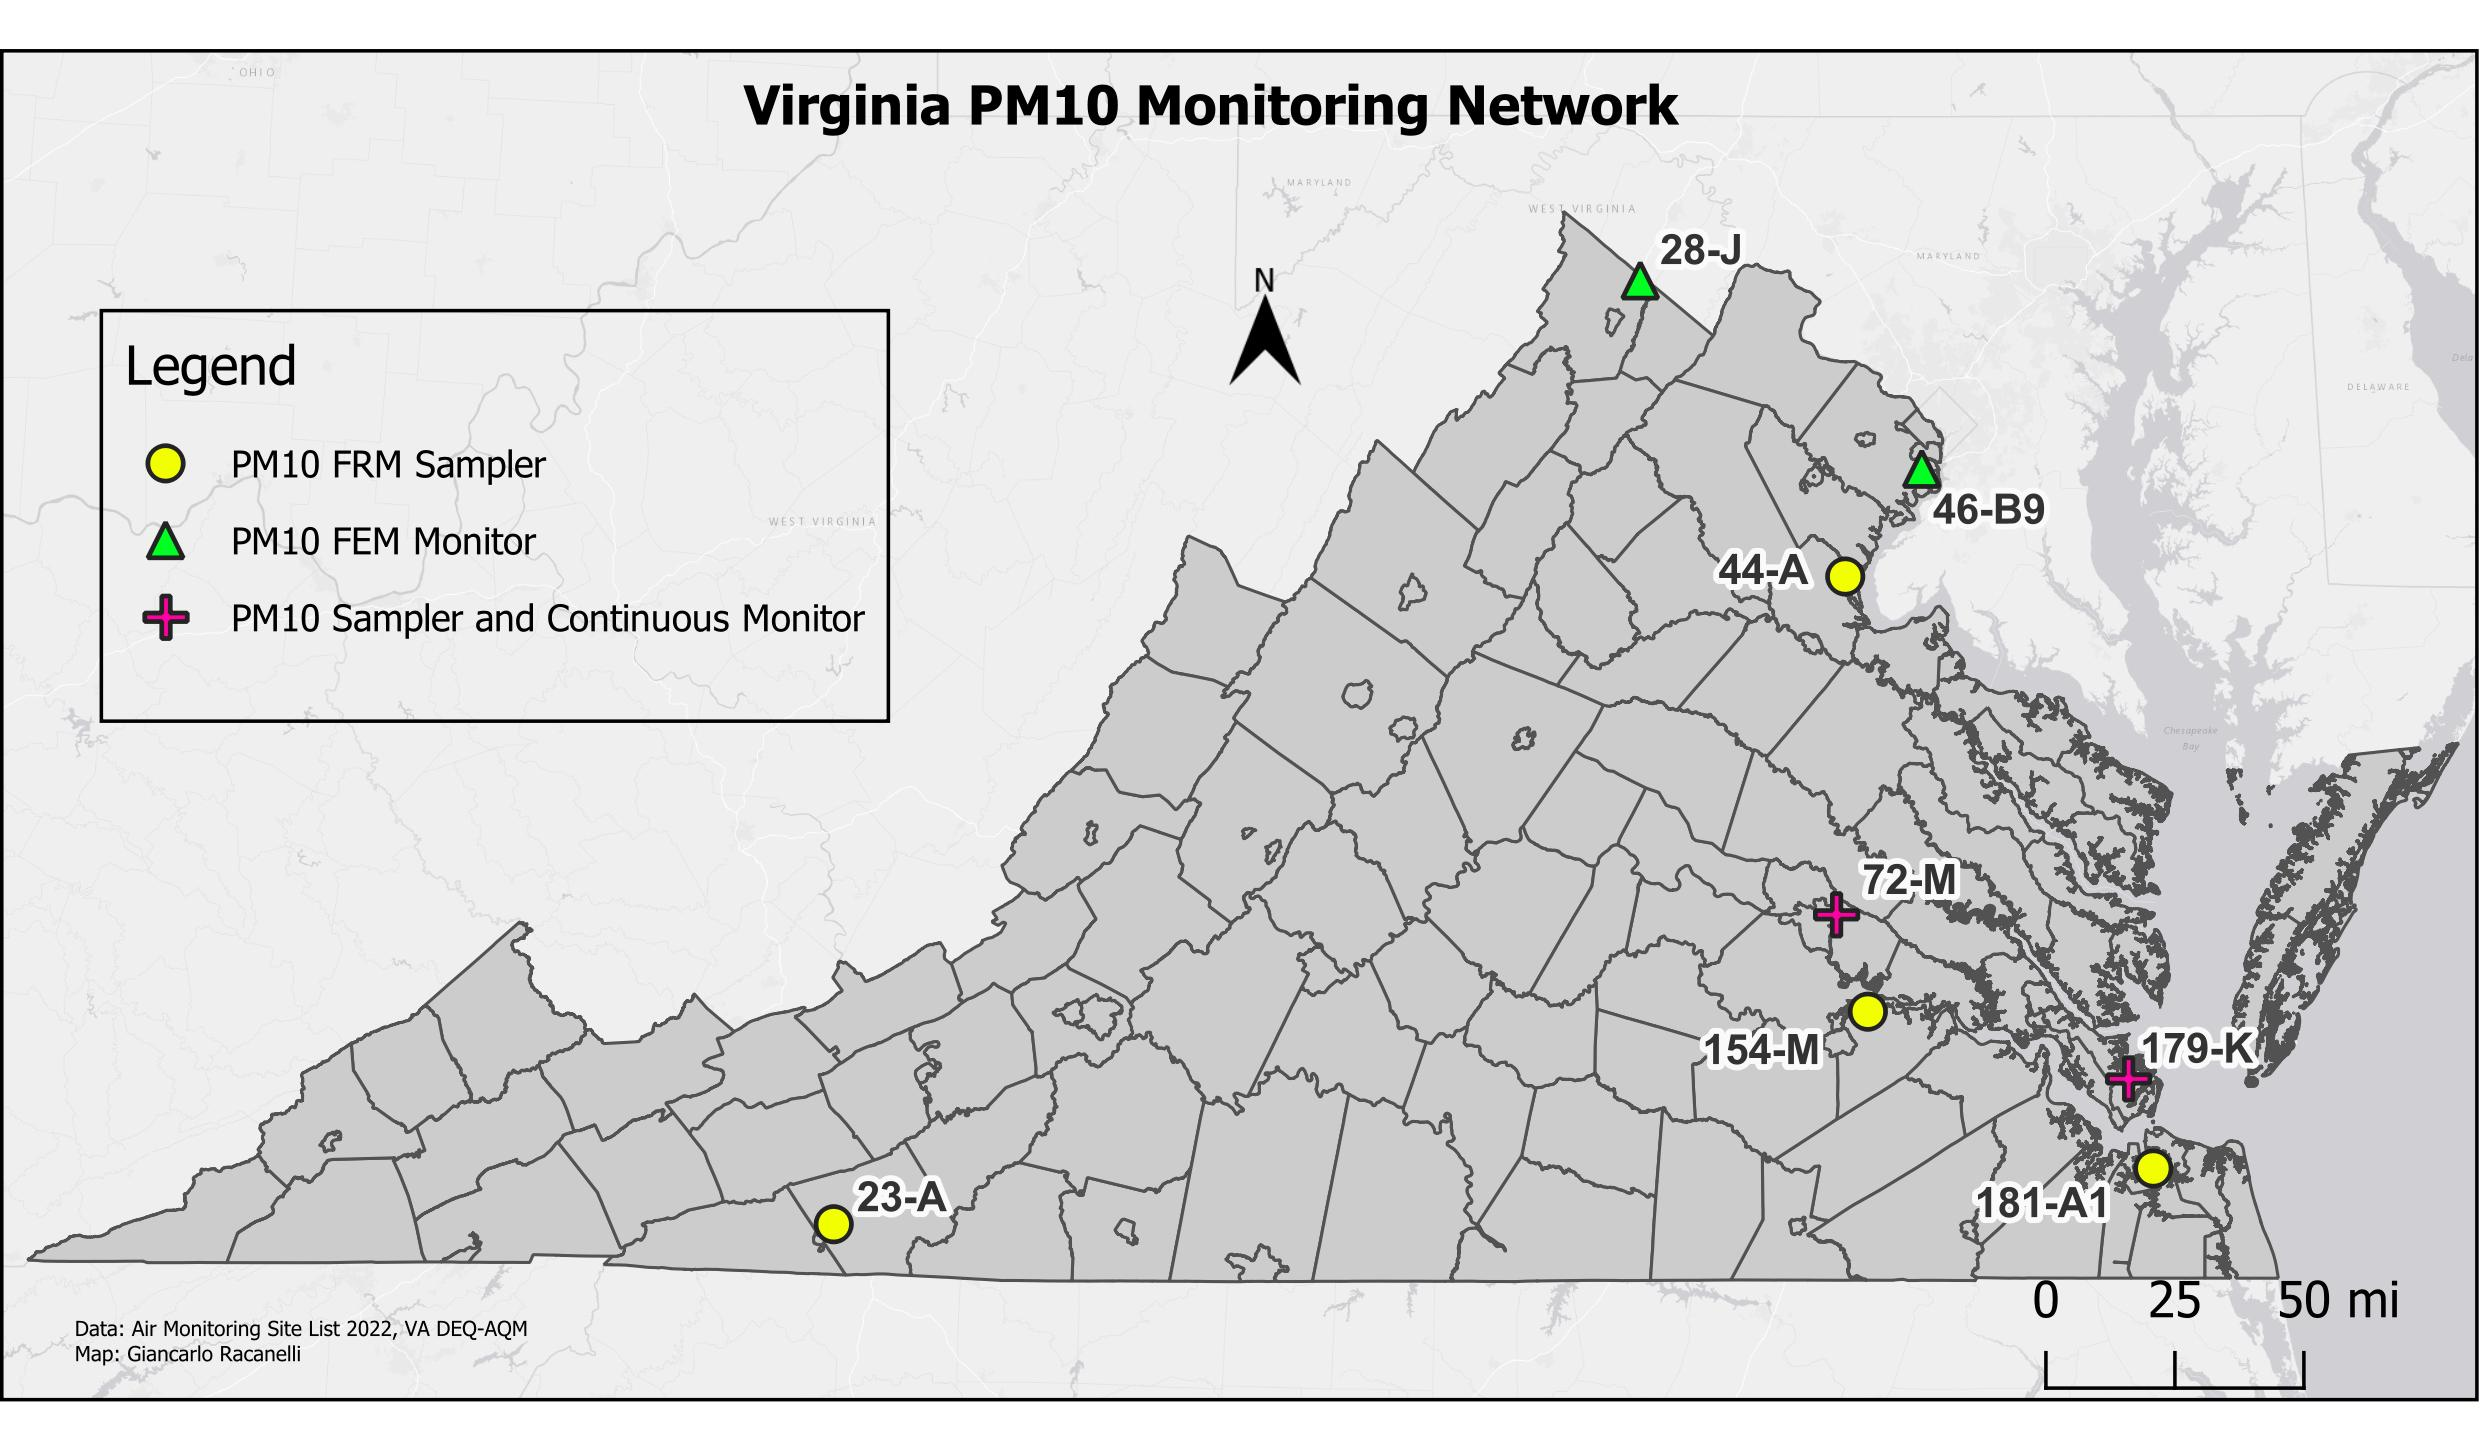 Virginia PM10 Monitoring Network
OHIO
MARYLAND
WEST VIRGINIA
MARYLAND
N
28-J
Legend
PM10 FRM Sampler
PM10 FEM Monitor
PM10 Sampler and Continuous Monitor
DELAWARE
Dela
WEST VIRGINIA
46-B9
44-A
Chesapeake
Bay
72-M
154-M
179-K
23-A
181-A1
0 25 50 mi
Data: Air Monitoring Site List 2022, VA DEQ-AQM
Map: Giancarlo Racanelli